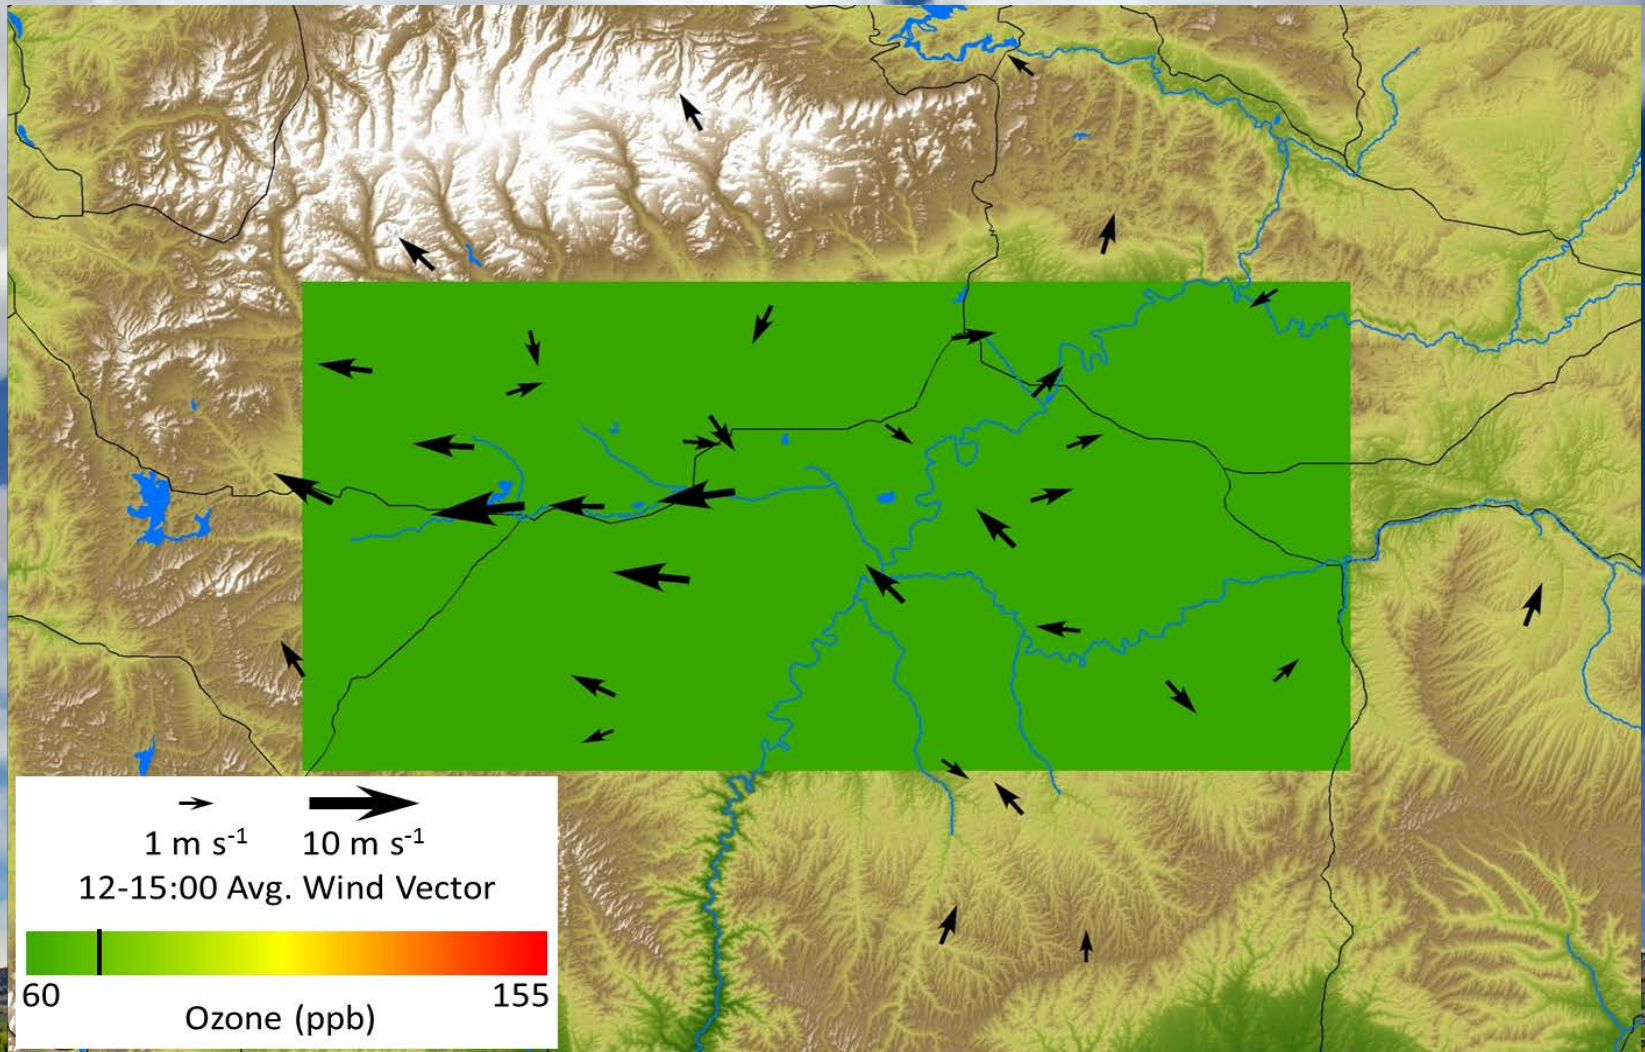 1 m s-1 10 m s-1
12-15:00 Avg. Wind Vector
60 155
Ozone (ppb)